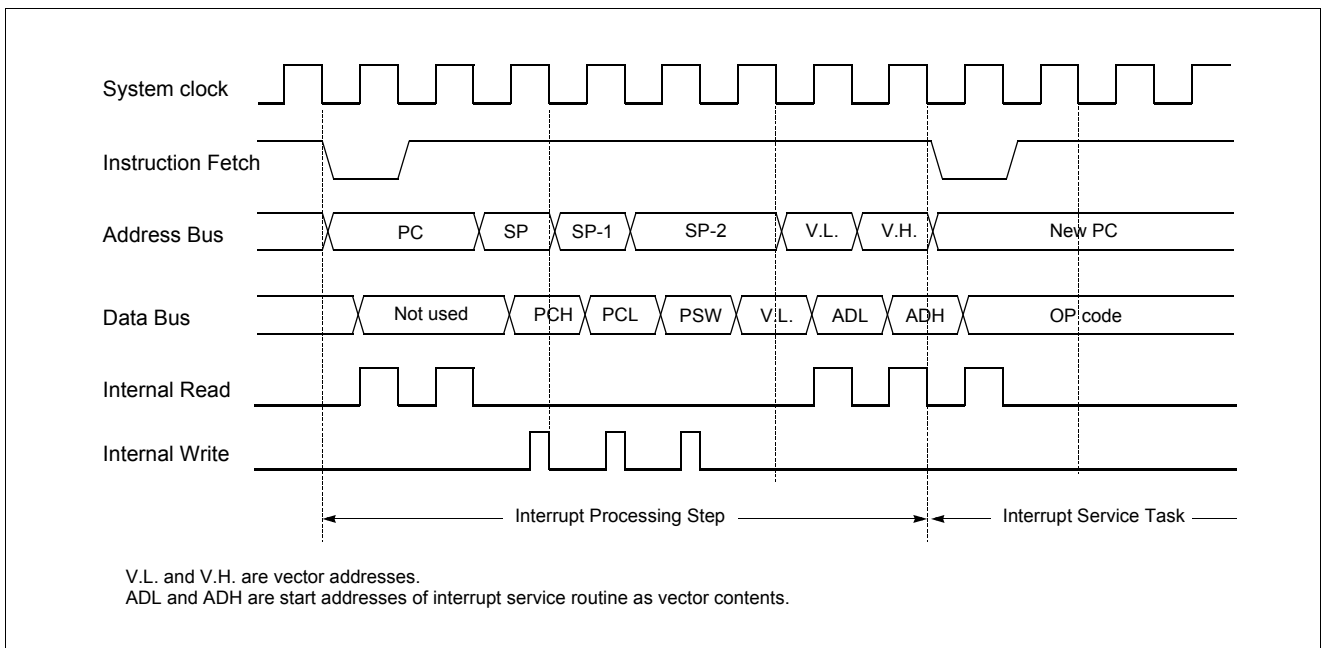 System clock
Instruction Fetch
Address Bus
PC
SP
SP-1
SP-2
V.L.
V.H.
New PC
Data Bus
Not used
PCH
PCL
PSW
V.L.
ADL
ADH
OP code
Internal Read
Internal Write
Interrupt Processing Step
Interrupt Service Task
V.L. and V.H. are vector addresses.
ADL and ADH are start addresses of interrupt service routine as vector contents.